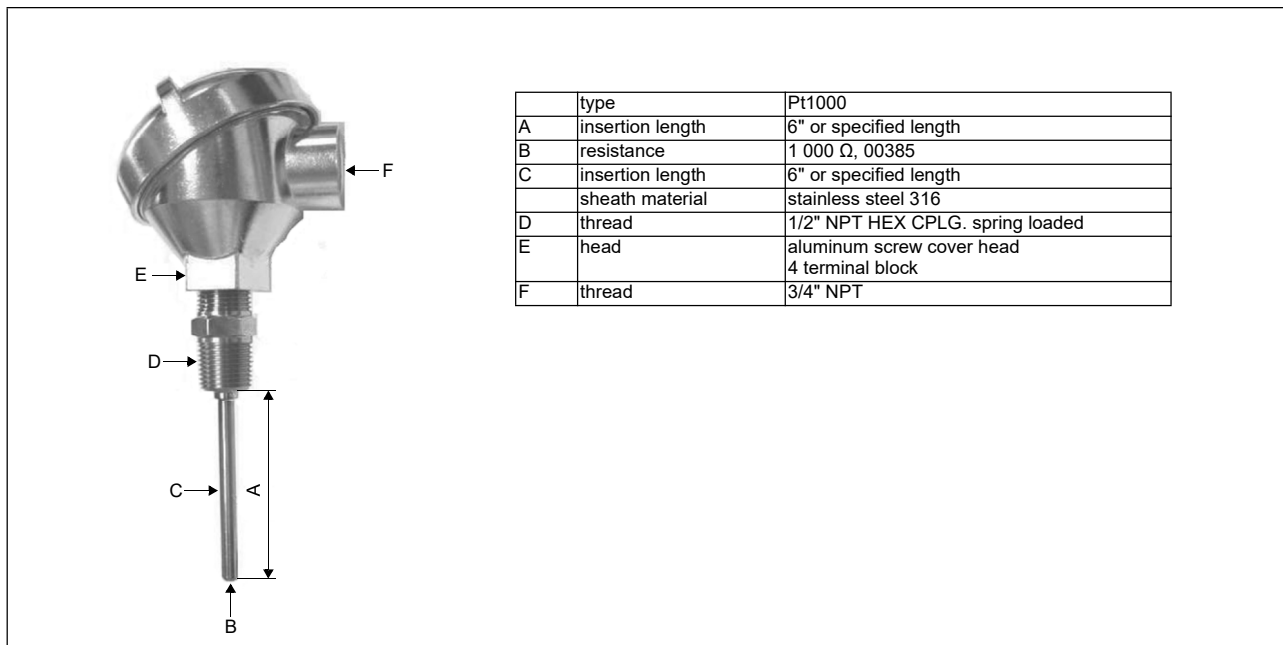 F
E
D
C
A
B
type Pt1000
A insertion length 6" or specified length
B resistance 1 000 Ω, 00385
C insertion length 6" or specified length
sheath material stainless steel 316
D thread 1/2" NPT HEX CPLG. spring loaded
E head aluminum screw cover head
4 terminal block
F thread 3/4" NPT